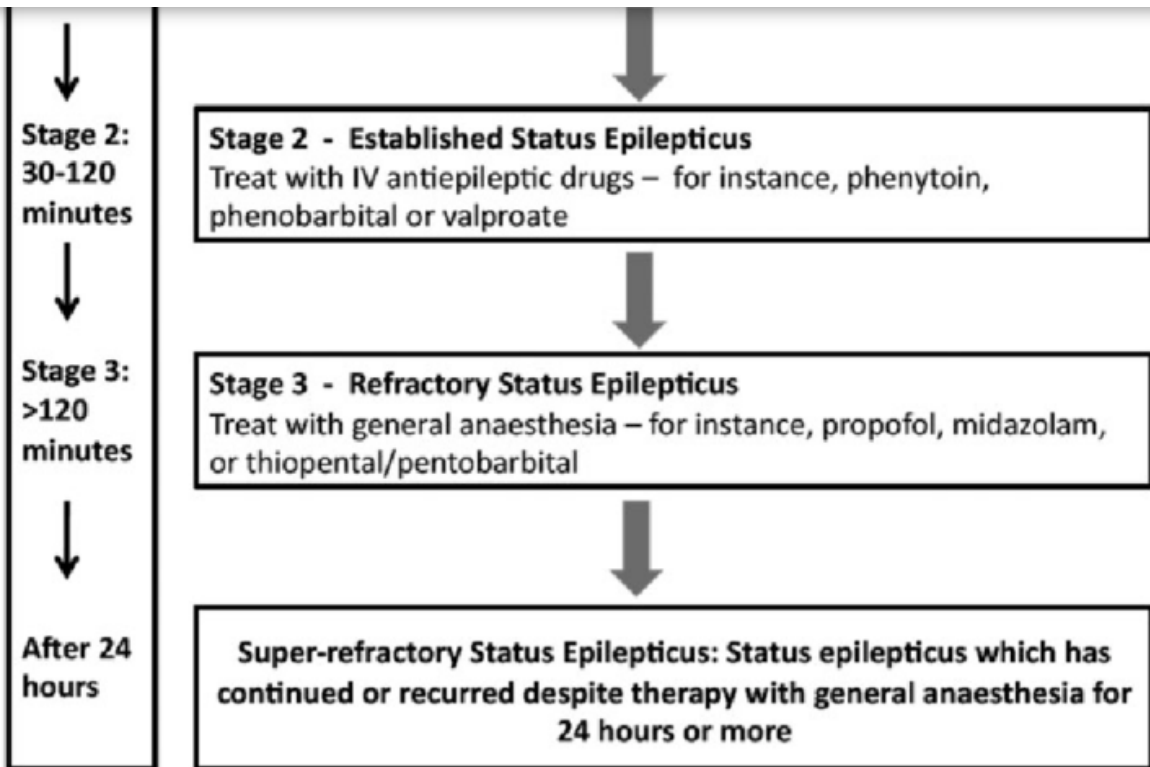 Stage 2:
30-120
minutes
Stage 2 - Established Status Epilepticus
Treat with IV antiepileptic drugs – for instance, phenytoin,
phenobarbital or valproate
Stage 3:
>120
minutes
Stage 3 - Refractory Status Epilepticus
Treat with general anaesthesia – for instance, propofol, midazolam,
or thiopental/pentobarbital
After 24
hours
Super-refractory Status Epilepticus: Status epilepticus which has
continued or recurred despite therapy with general anaesthesia for
24 hours or more